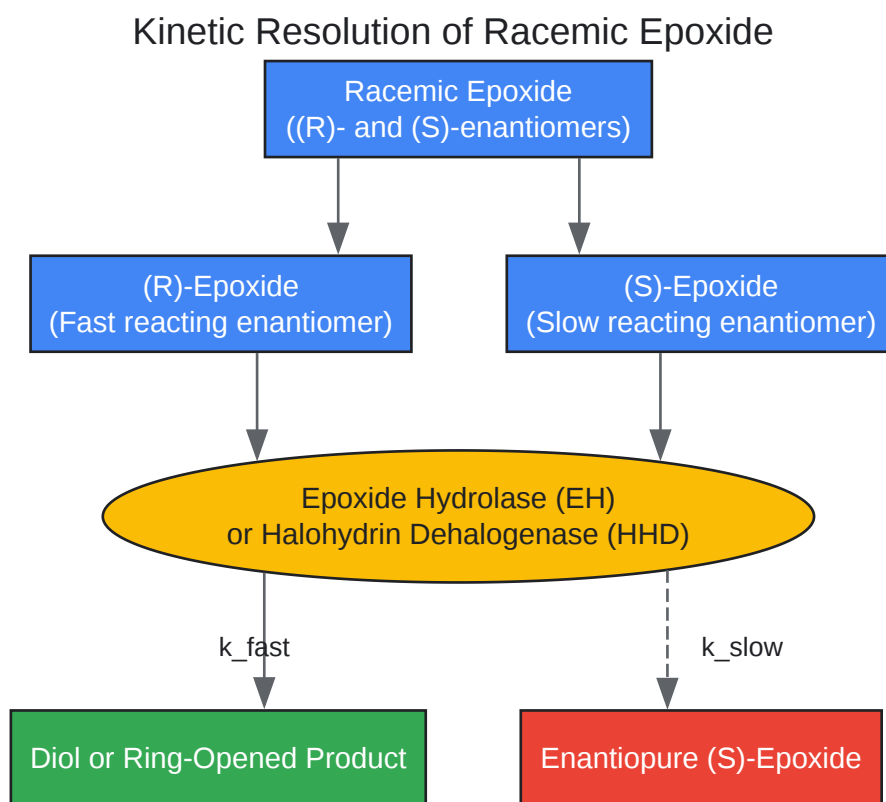 Kinetic Resolution of Racemic Epoxide
Racemic Epoxide
((R)- and (S)-enantiomers)
(R)-Epoxide
(Fast reacting enantiomer)
(S)-Epoxide
(Slow reacting enantiomer)
Epoxide Hydrolase (EH)
or Halohydrin Dehalogenase (HHD)
k_fast
k_slow
Diol or Ring-Opened Product
Enantiopure (S)-Epoxide